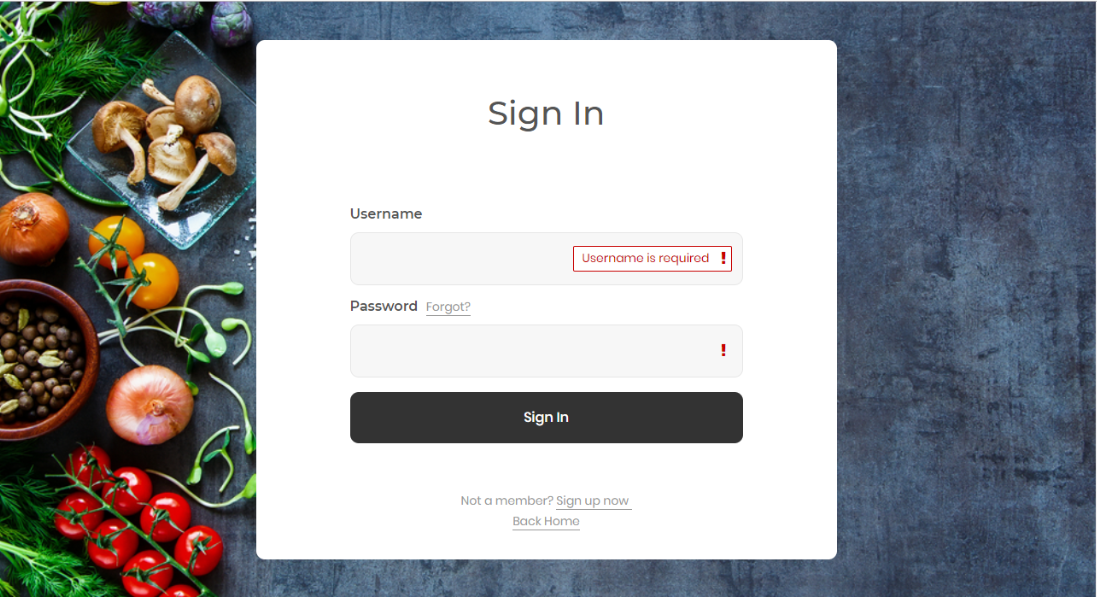 Sign In
Username
Username is required !
Password Forgot?
!
Sign In
Not a member? Sign up now
Back Home